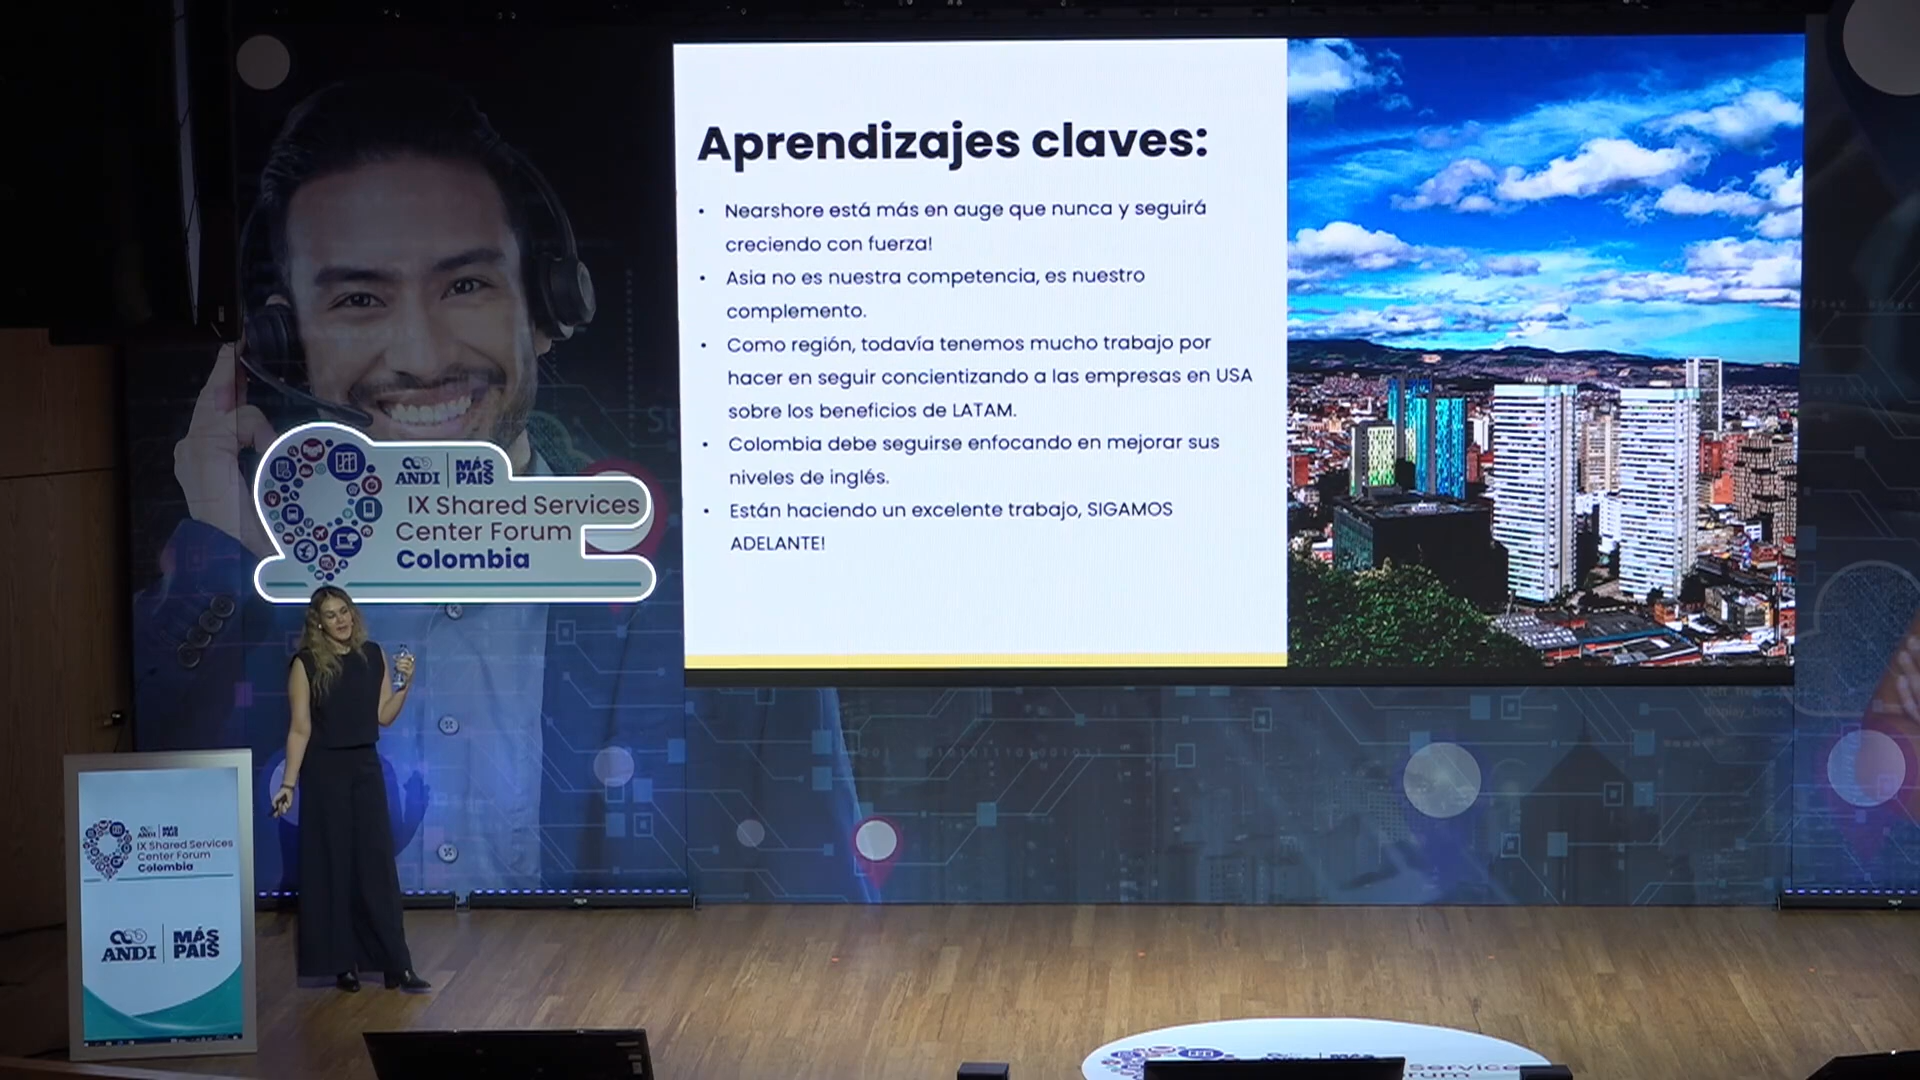 Aprendizajes claves:
• Nearshore está más en auge que nunca y seguirá
creciendo con fuerza!
• Asia no es nuestra competencia, es nuestro
complemento.
• Como región, todavía tenemos mucho trabajo por
hacer en seguir concientizando a las empresas en USA
sobre los beneficios de LATAM.
• Colombia debe seguirse enfocando en mejorar sus
niveles de inglés.
• Están haciendo un excelente trabajo, SIGAMOS
ADELANTE!
ANDI MÁS PAÍS
IX Shared Services
Center Forum
Colombia
ANDI MÁS PAÍS
IX Shared Services
Center Forum
Colombia
ANDI MÁS PAÍS
Service